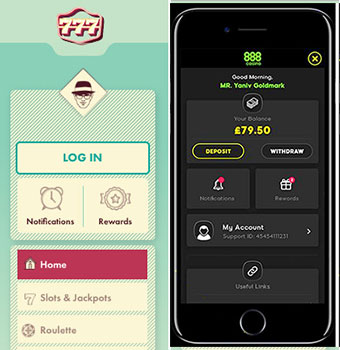 777
LOG IN
Notifications
Rewards
Home
7 Slots & Jackpots
Roulette
888
casino
Good Morning,
MR. Yaniv Goldmark
Your Balance
£79.50
DEPOSIT
WITHDRAW
Notifications
Rewards
My Account
Support ID: 45454111231
Useful Links